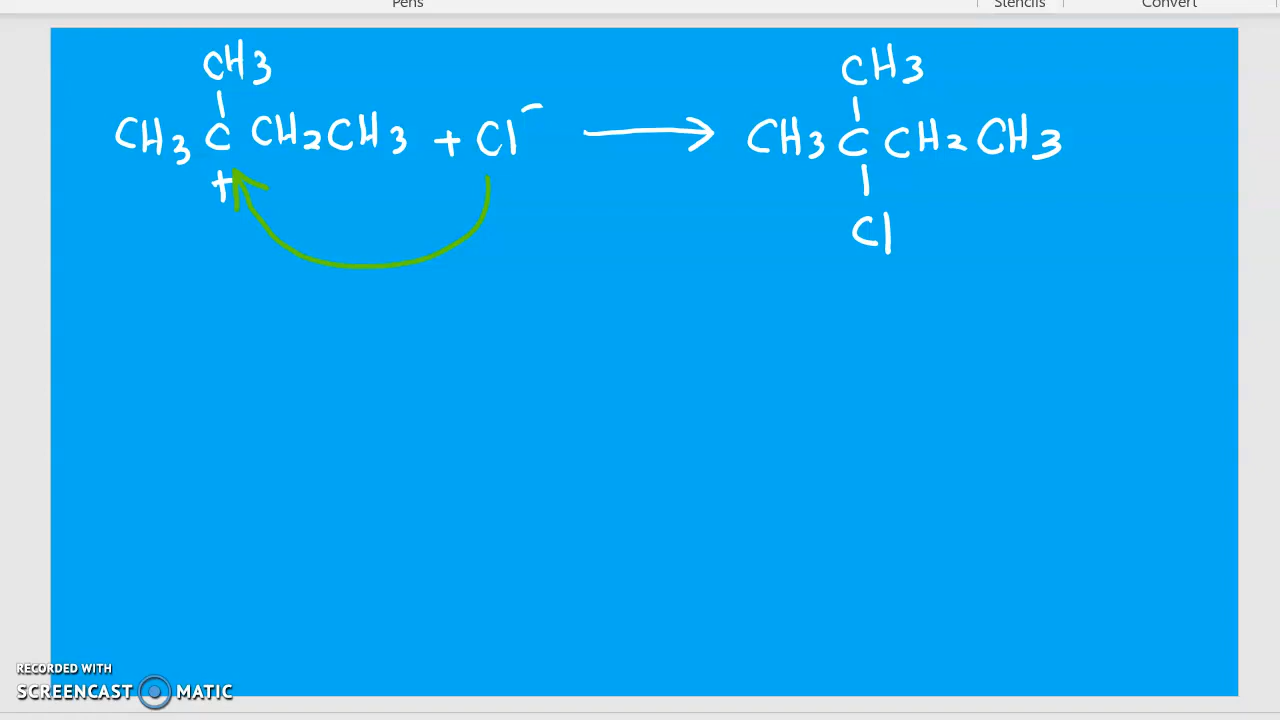 Pens Stencils Convert
CH3 CH3
CH3 C CH2CH3 + Cl⁻ ⟶ CH3 C CH2CH3
+
Cl
RECORDED WITH
SCREENCAST MATIC